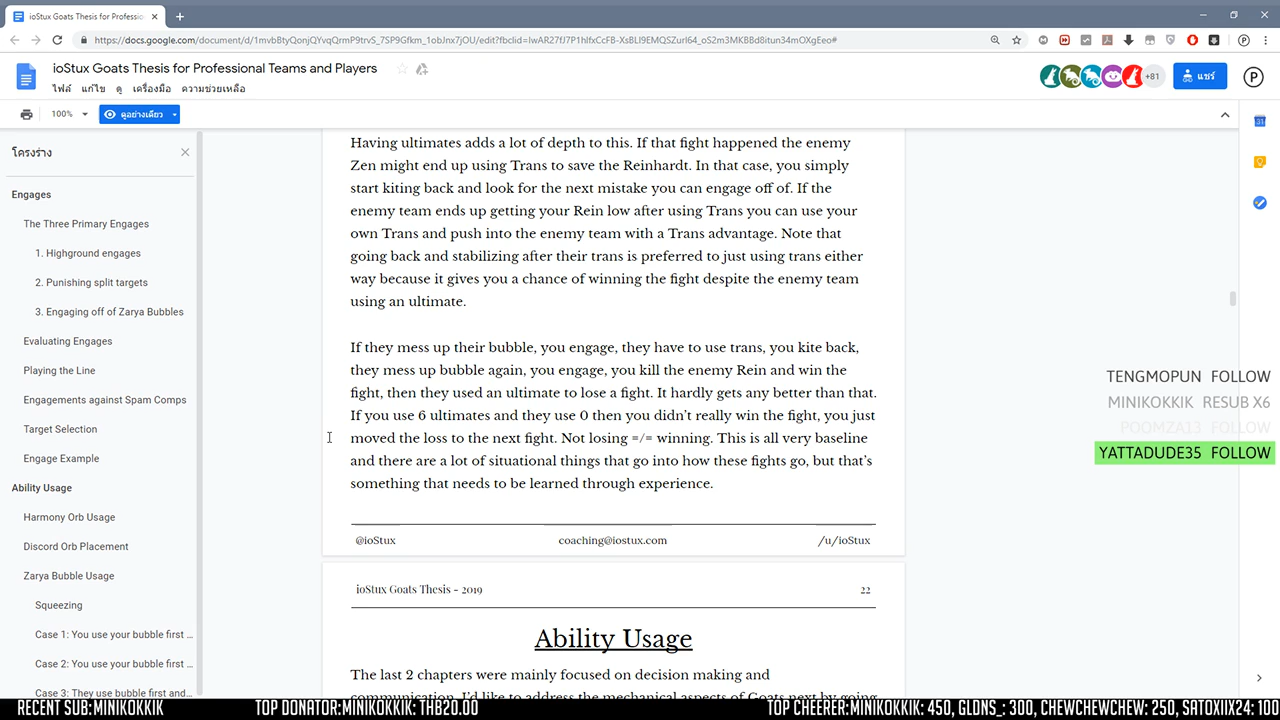 ioStux Goats Thesis for Professio
https://docs.google.com/document/d/1mvbBtyQonjQYvqQrmP9trvS_7SP9Gfkm_1obJnx7jOU/edit?fbclid=IwAR27fJ7P1hlfxCcFB-XsBLI9EMQSZurl64_oS2m3MKBBd8itun34mOXgEeo#
ioStux Goats Thesis for Professional Teams and Players
ไฟล์ แก้ไข ดู เครื่องมือ ความช่วยเหลือ
+81
แชร์
P
100%
ดูอย่างเดียว
โครงร่าง
Engages
The Three Primary Engages
1. Highground engages
2. Punishing split targets
3. Engaging off of Zarya Bubbles
Evaluating Engages
Playing the Line
Engagements against Spam Comps
Target Selection
Engage Example
Ability Usage
Harmony Orb Usage
Discord Orb Placement
Zarya Bubble Usage
Squeezing
Case 1: You use your bubble first ...
Case 2: You use your bubble first ...
Case 3: They use bubble first and...
Having ultimates adds a lot of depth to this. If that fight happened the enemy
Zen might end up using Trans to save the Reinhardt. In that case, you simply
start kiting back and look for the next mistake you can engage off of. If the
enemy team ends up getting your Rein low after using Trans you can use your
own Trans and push into the enemy team with a Trans advantage. Note that
going back and stabilizing after their trans is preferred to just using trans either
way because it gives you a chance of winning the fight despite the enemy team
using an ultimate.
If they mess up their bubble, you engage, they have to use trans, you kite back,
they mess up bubble again, you engage, you kill the enemy Rein and win the
fight, then they used an ultimate to lose a fight. It hardly gets any better than that.
If you use 6 ultimates and they use 0 then you didn't really win the fight, you just
moved the loss to the next fight. Not losing =/= winning. This is all very baseline
and there are a lot of situational things that go into how these fights go, but that's
something that needs to be learned through experience.
@ioStux coaching@iostux.com /u/ioStux
ioStux Goats Thesis - 2019 22
Ability Usage
The last 2 chapters were mainly focused on decision making and
communication. I'd like to address the mechanical aspects of Goats next by going
TENGMOPUN FOLLOW
MINIKOKKIK RESUB X6
POOMZA13 FOLLOW
YATTADUDE35 FOLLOW
RECENT SUB:MINIKOKKIK TOP DONATOR:MINIKOKKIK: THB20.00 TOP CHEERER:MINIKOKKIK: 450, GLDNS_: 300, CHEWCHEWCHEW: 250, SATOXIIX24: 100